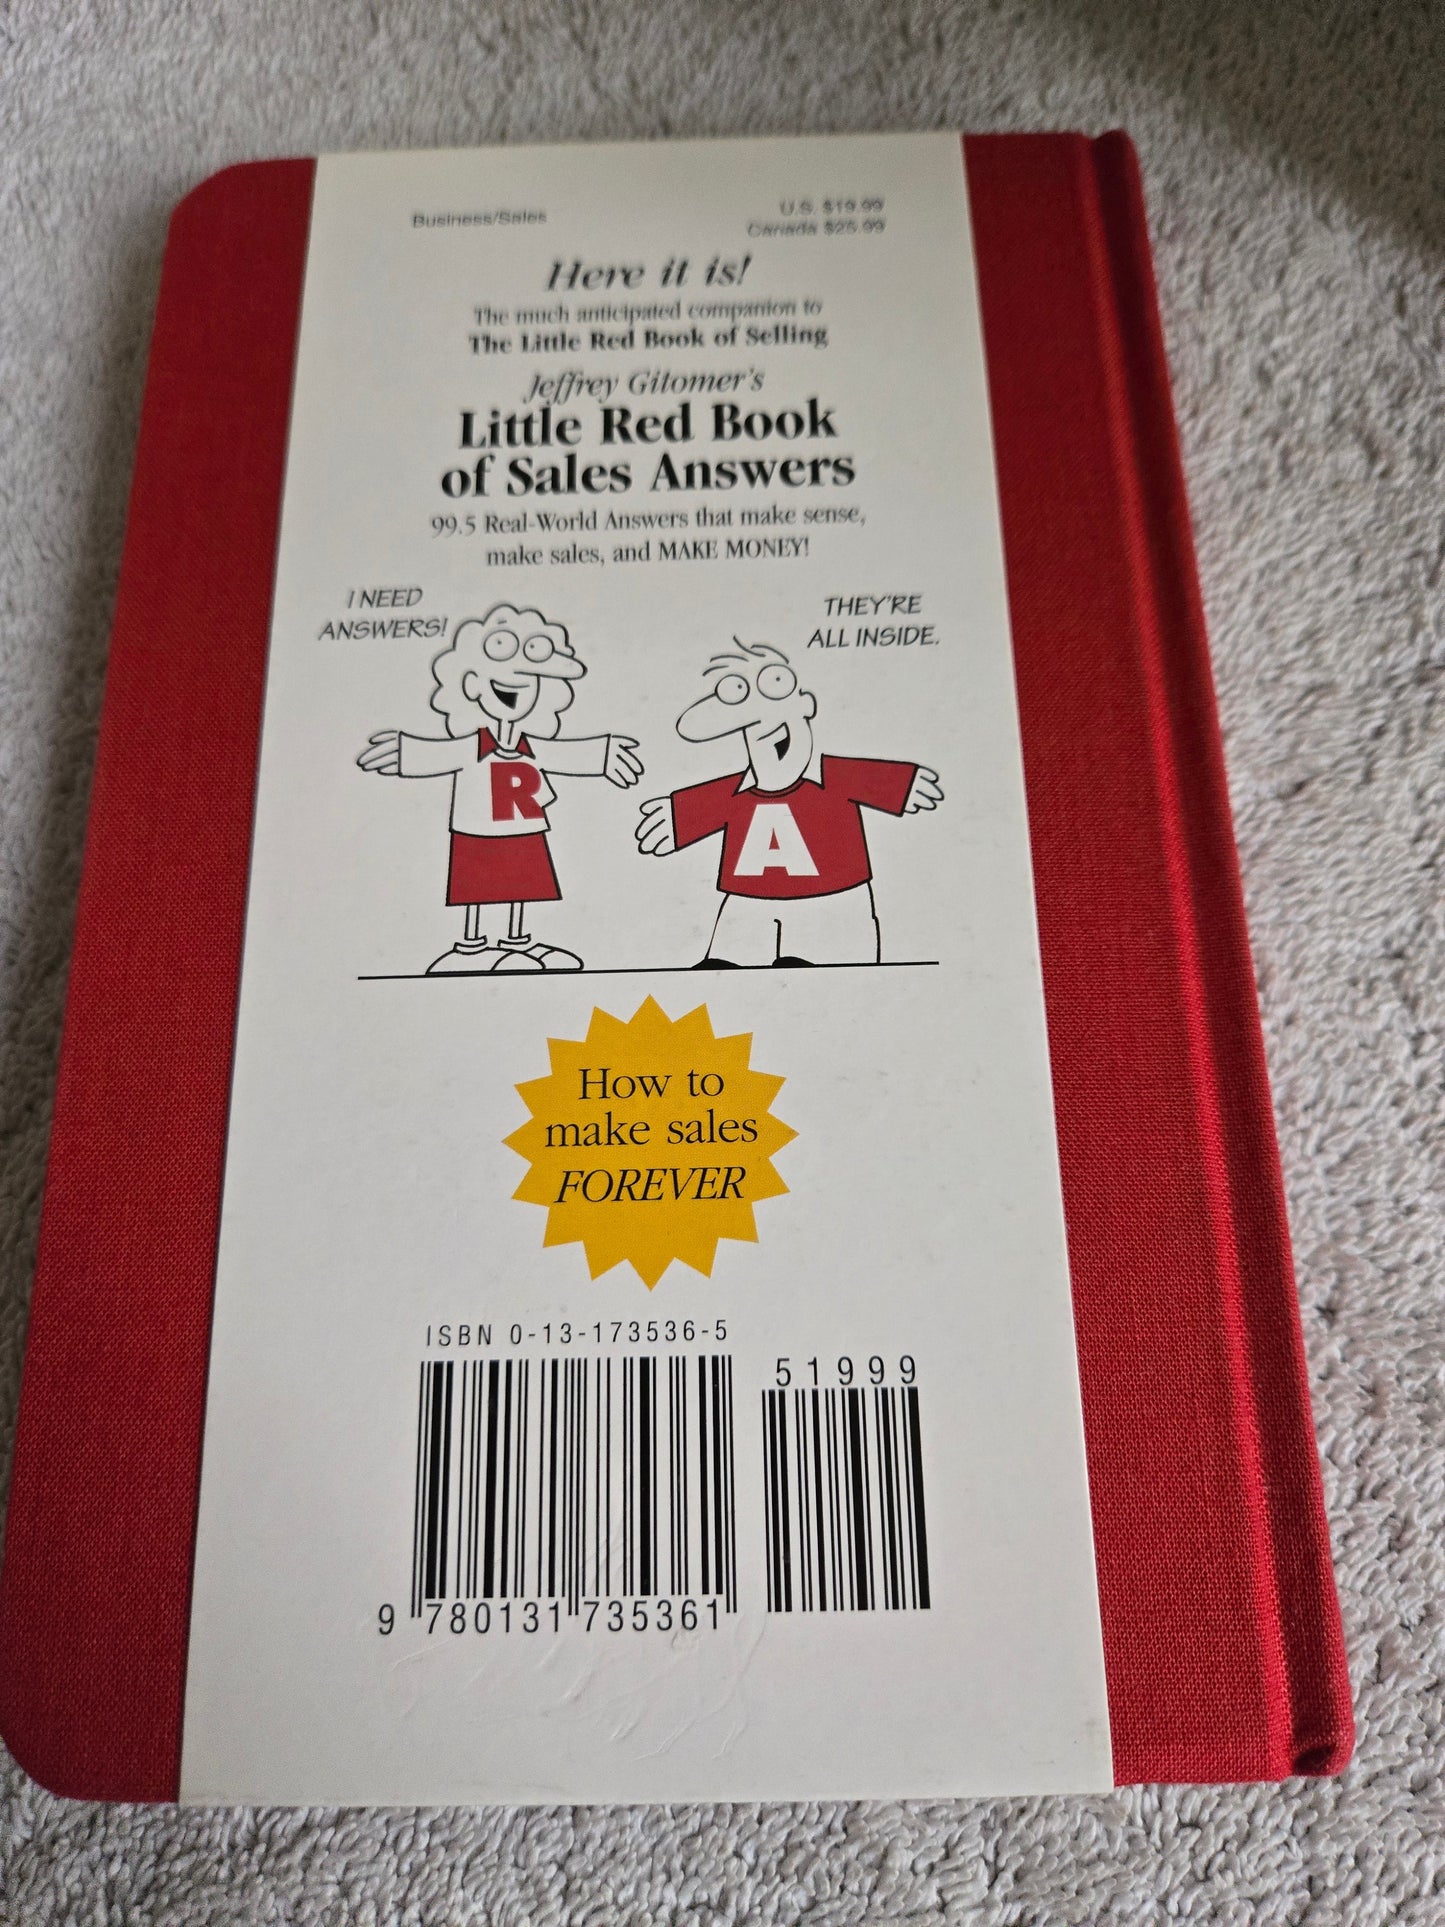 Business/Sales
U.S. $19.99
Canada $25.99
Here it is!
The much anticipated companion to
The Little Red Book of Selling
Jeffrey Gitomer's
Little Red Book
of Sales Answers
99.5 Real-World Answers that make sense,
make sales, and MAKE MONEY!
I NEED
ANSWERS!
THEY'RE
ALL INSIDE.
R
A
How to
make sales
FOREVER
ISBN 0-13-173536-5
51999
9 780131 735361